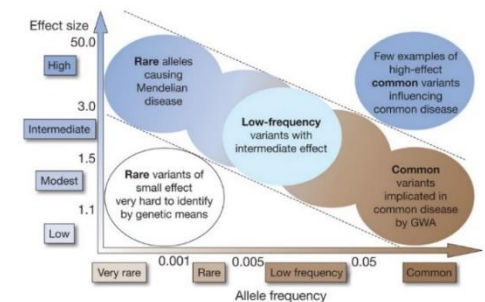 Effect size
50.0
High
3.0
Intermediate
1.5
Modest
1.1
Low
Rare alleles
causing
Mendelian
disease
Few examples of
high-effect
common variants
influencing
common disease
Low-frequency
variants with
intermediate effect
Rare variants of
small effect
very hard to identify
by genetic means
Common
variants
implicated in
common disease
by GWA
0.001
0.005
0.05
Very rare
Rare
Low frequency
Common
Allele frequency